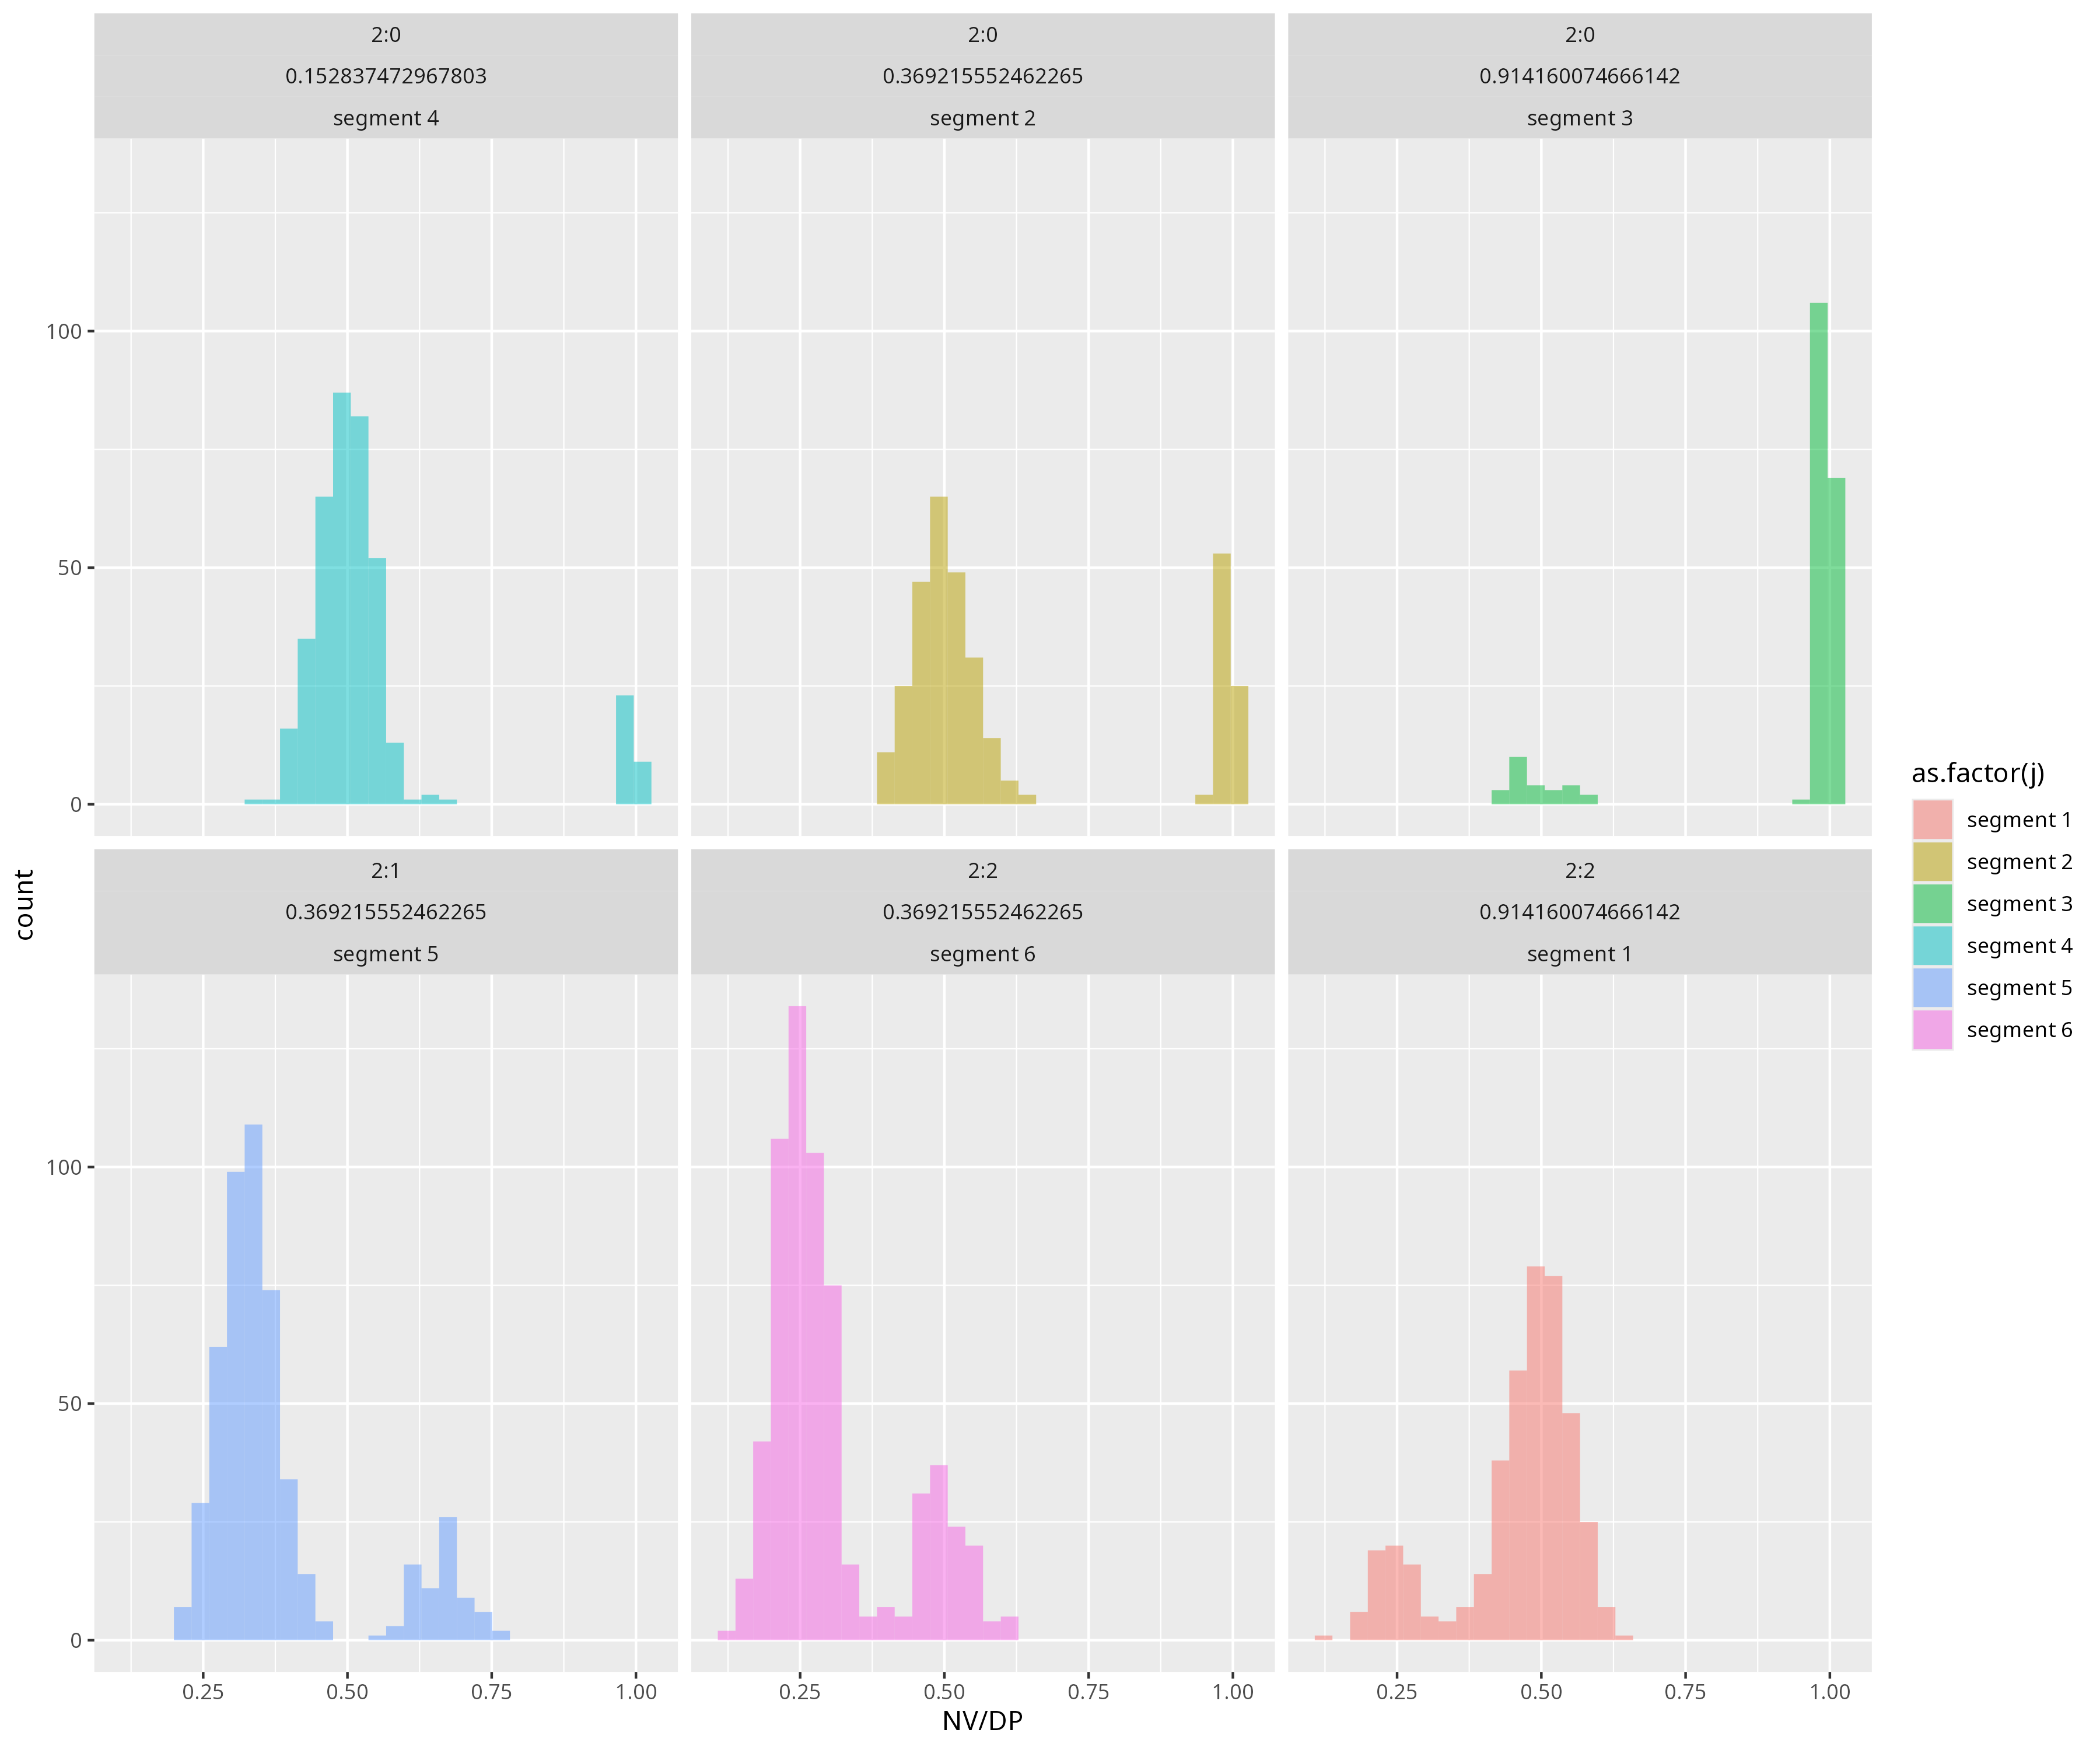 2:0
0.152837472967803
segment 4
2:0
0.369215552462265
segment 2
2:0
0.914160074666142
segment 3
100
50
0
2:1
0.369215552462265
segment 5
2:2
0.369215552462265
segment 6
2:2
0.914160074666142
segment 1
100
50
0
0.25 0.50 0.75 1.00
0.25 0.50 0.75 1.00
0.25 0.50 0.75 1.00
NV/DP
count
as.factor(j)
segment 1
segment 2
segment 3
segment 4
segment 5
segment 6